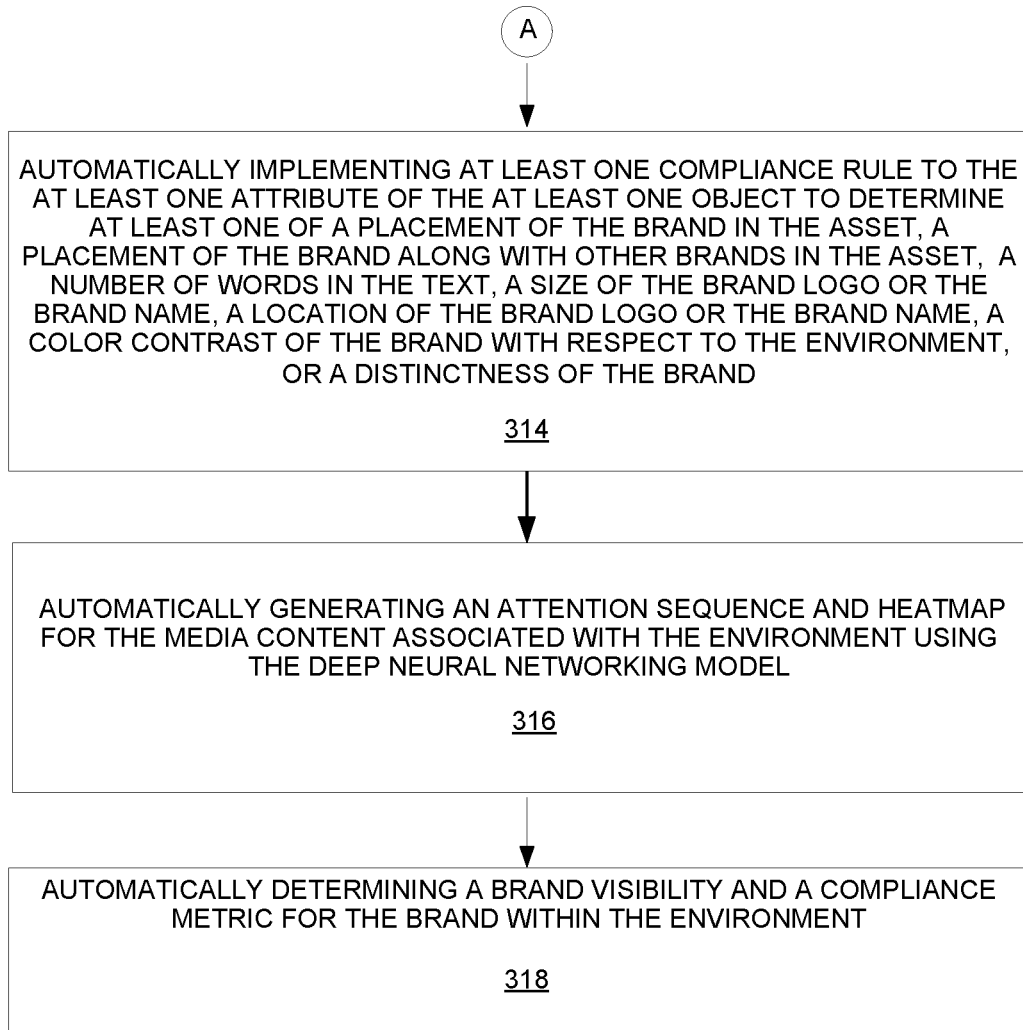 A
AUTOMATICALLY IMPLEMENTING AT LEAST ONE COMPLIANCE RULE TO THE
AT LEAST ONE ATTRIBUTE OF THE AT LEAST ONE OBJECT TO DETERMINE
AT LEAST ONE OF A PLACEMENT OF THE BRAND IN THE ASSET, A
PLACEMENT OF THE BRAND ALONG WITH OTHER BRANDS IN THE ASSET, A
NUMBER OF WORDS IN THE TEXT, A SIZE OF THE BRAND LOGO OR THE
BRAND NAME, A LOCATION OF THE BRAND LOGO OR THE BRAND NAME, A
COLOR CONTRAST OF THE BRAND WITH RESPECT TO THE ENVIRONMENT,
OR A DISTINCTNESS OF THE BRAND
314
AUTOMATICALLY GENERATING AN ATTENTION SEQUENCE AND HEATMAP
FOR THE MEDIA CONTENT ASSOCIATED WITH THE ENVIRONMENT USING
THE DEEP NEURAL NETWORKING MODEL
316
AUTOMATICALLY DETERMINING A BRAND VISIBILITY AND A COMPLIANCE
METRIC FOR THE BRAND WITHIN THE ENVIRONMENT
318